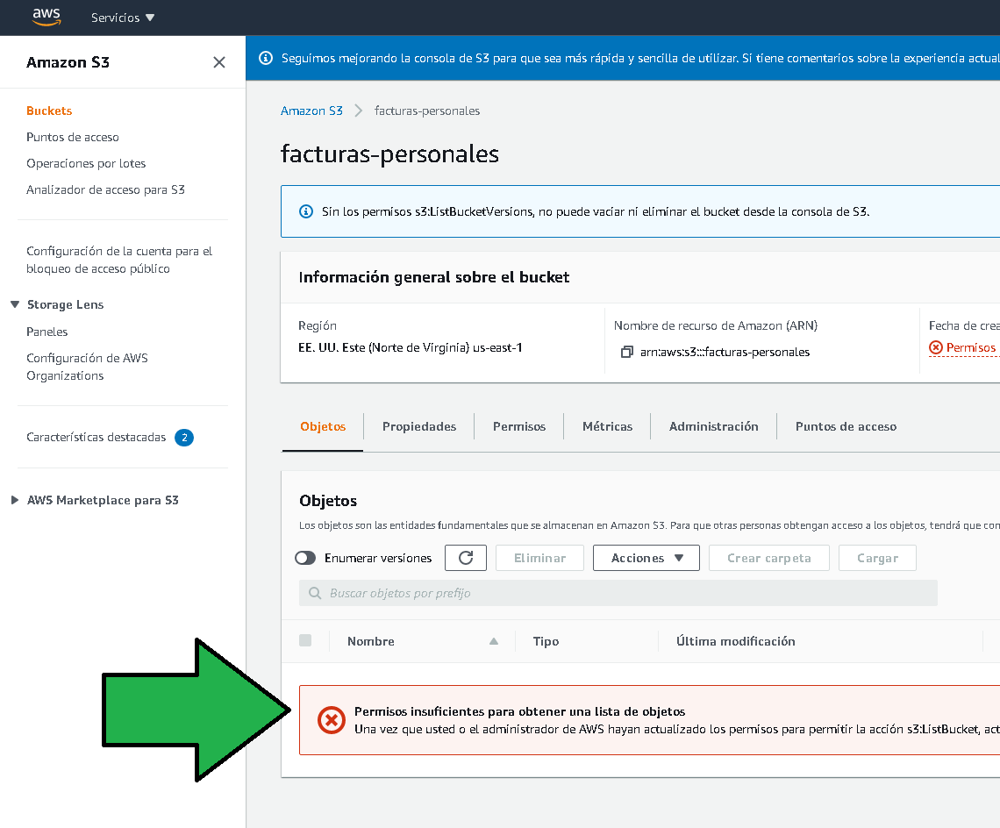 aws
Servicios
Amazon S3
Buckets
Puntos de acceso
Operaciones por lotes
Analizador de acceso para S3
Configuración de la cuenta para el
bloqueo de acceso público
Storage Lens
Paneles
Configuración de AWS
Organizations
Características destacadas 2
AWS Marketplace para S3
Seguimos mejorando la consola de S3 para que sea más rápida y sencilla de utilizar. Si tiene comentarios sobre la experiencia actual
Amazon S3 facturas-personales
facturas-personales
Sin los permisos s3:ListBucketVersions, no puede vaciar ni eliminar el bucket desde la consola de S3.
Información general sobre el bucket
Región
EE. UU. Este (Norte de Virginia) us-east-1
Nombre de recurso de Amazon (ARN)
arn:aws:s3:::facturas-personales
Fecha de crea
Permisos
Objetos Propiedades Permisos Métricas Administración Puntos de acceso
Objetos
Los objetos son las entidades fundamentales que se almacenan en Amazon S3. Para que otras personas obtengan acceso a los objetos, tendrá que con
Enumerar versiones Eliminar Acciones Crear carpeta Cargar
Buscar objetos por prefijo
Nombre Tipo Última modificación
Permisos insuficientes para obtener una lista de objetos
Una vez que usted o el administrador de AWS hayan actualizado los permisos para permitir la acción s3:ListBucket, act